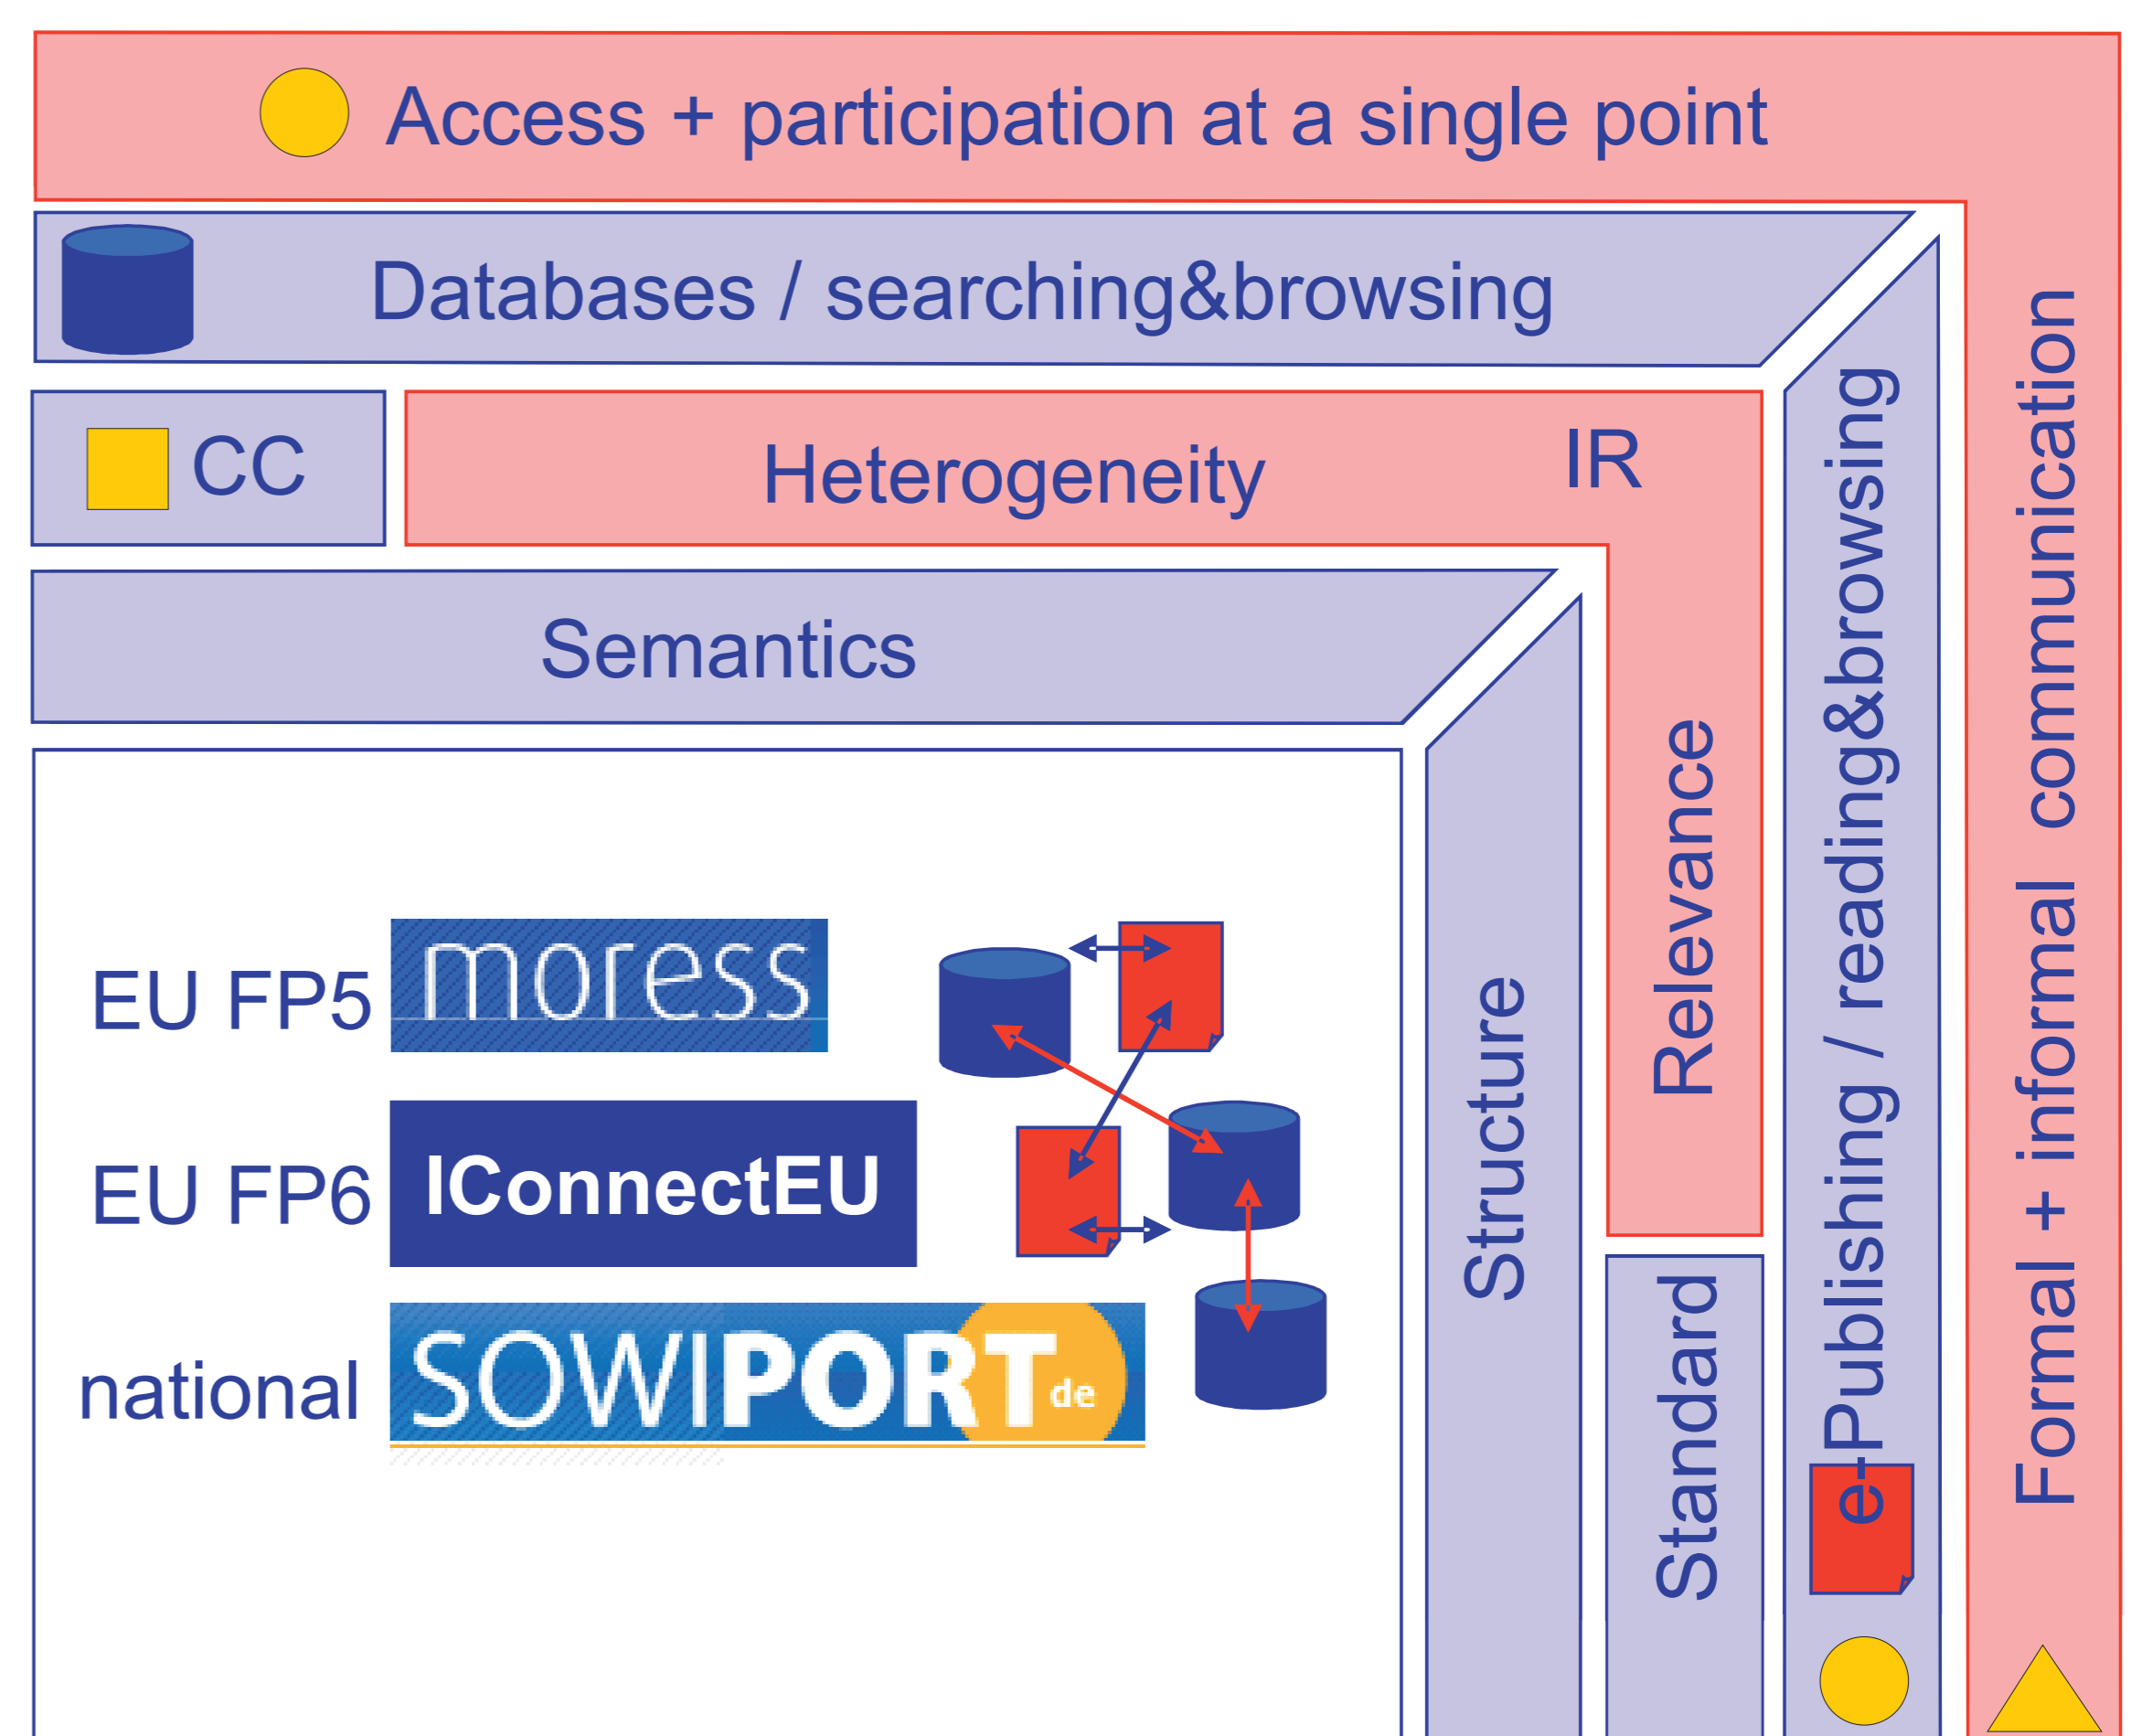 Access + participation at a single point
Databases / searching&browsing
CC
Heterogeneity
IR
Semantics
EU FP5
moress
EU FP6
IConnectEU
national
SOWIPORT
de
Structure
Relevance
Standard
e-Publishing / reading&browsing
Formal + informal communication